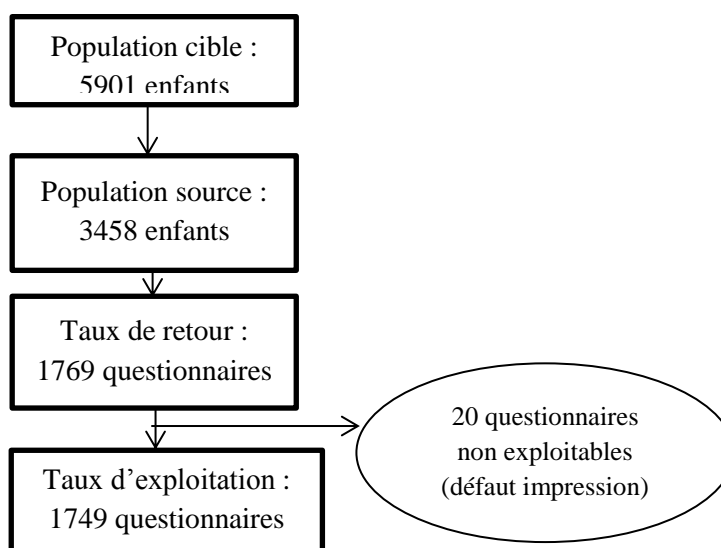 Population cible :
5901 enfants
Population source :
3458 enfants
Taux de retour :
1769 questionnaires
20 questionnaires
non exploitables
(défaut impression)
Taux d’exploitation :
1749 questionnaires